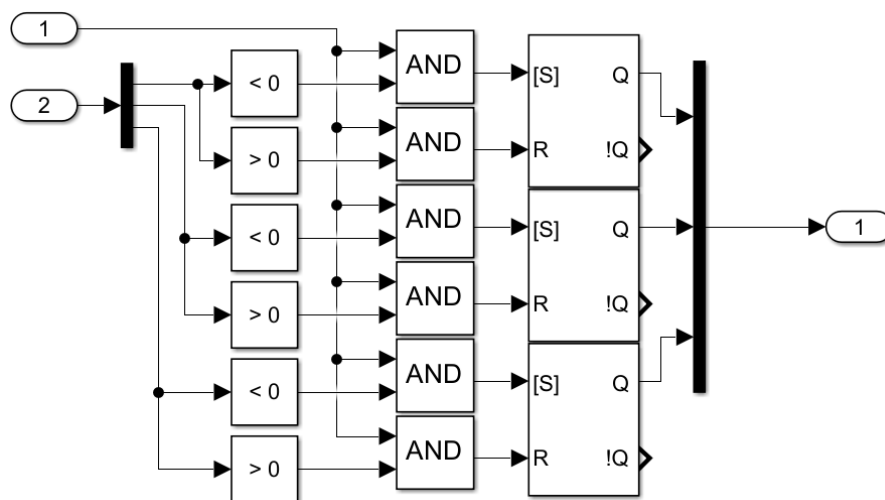 1
2
< 0
> 0
< 0
> 0
< 0
> 0
AND
AND
AND
AND
AND
AND
[S] Q
R !Q
[S] Q
R !Q
[S] Q
R !Q
1